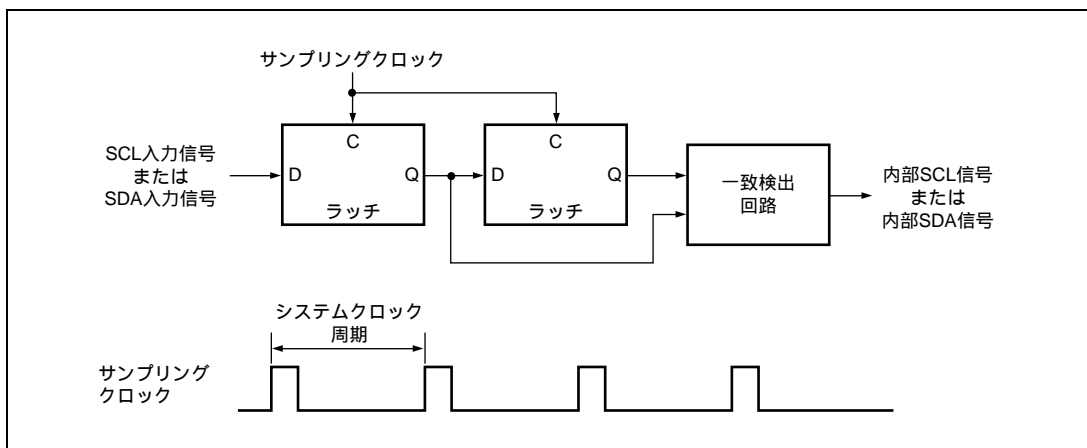 サンプリングクロック
SCL入力信号
または
SDA入力信号
C
D
Q
ラッチ
C
D
Q
ラッチ
一致検出
回路
内部SCL信号
または
内部SDA信号
システムクロック
周期
サンプリング
クロック